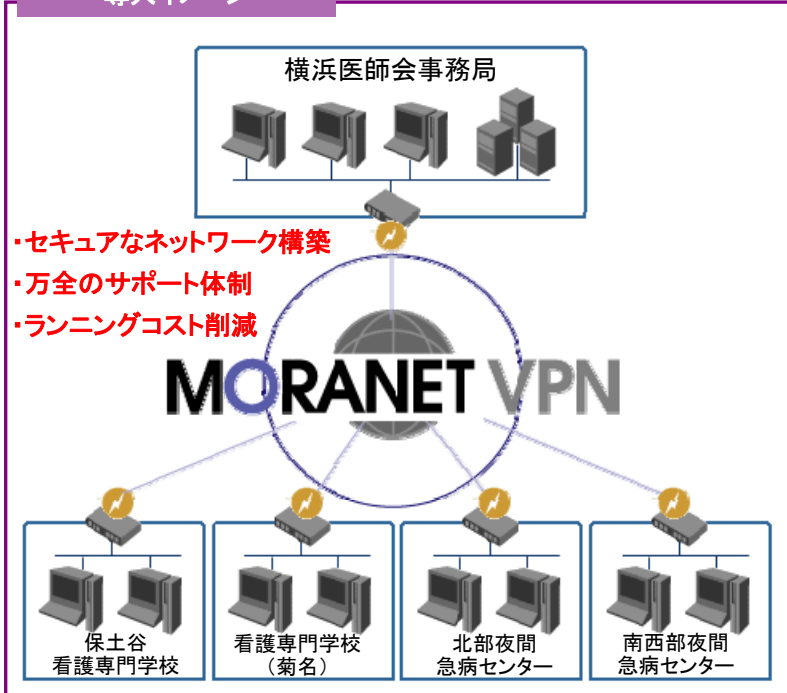 横浜医師会事務局
・セキュアなネットワーク構築
・万全のサポート体制
・ランニングコスト削減
MORANET VPN
保土谷
看護専門学校
看護専門学校
（菊名）
北部夜間
急病センター
南西部夜間
急病センター